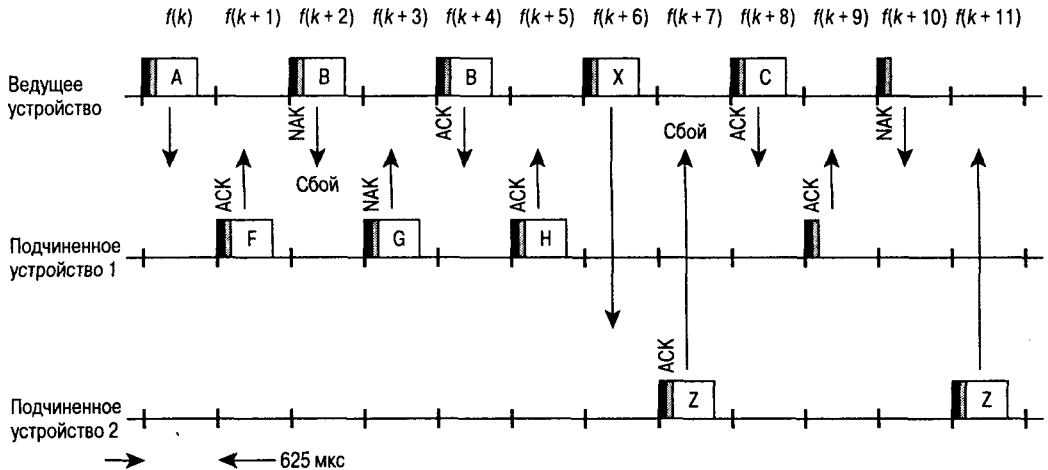 f(k) f(k + 1) f(k + 2) f(k + 3) f(k + 4) f(k + 5) f(k + 6) f(k + 7) f(k + 8) f(k + 9) f(k + 10) f(k + 11)
Ведущее
устройство
A
B
B
X
C
NAK
ACK
Сбой
ACK
NAK
ACK
Сбой
NAK
ACK
ACK
Подчиненное
устройство 1
F
G
H
ACK
Подчиненное
устройство 2
Z
Z
625 мкс